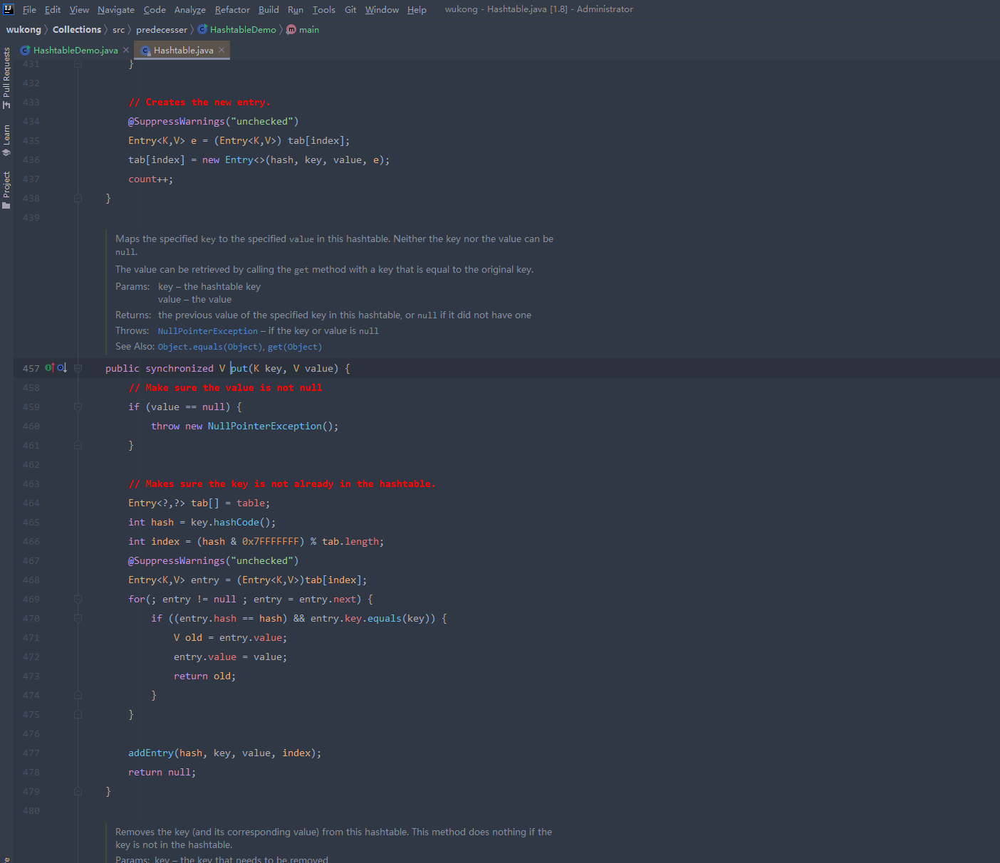 File Edit View Navigate Code Analyze Refactor Build Run Tools Git Window Help wukong - Hashtable.java [1.8] - Administrator
wukong Collections src predecesser HashtableDemo main
HashtableDemo.java Hashtable.java
Pull Requests
Learn
Project
431 }
432
433 // Creates the new entry.
434 @SuppressWarnings("unchecked")
435 Entry<K,V> e = (Entry<K,V>) tab[index];
436 tab[index] = new Entry<>(hash, key, value, e);
437 count++;
438 }
439
Maps the specified key to the specified value in this hashtable. Neither the key nor the value can be
null.
The value can be retrieved by calling the get method with a key that is equal to the original key.
Params: key – the hashtable key
value – the value
Returns: the previous value of the specified key in this hashtable, or null if it did not have one
Throws: NullPointerException – if the key or value is null
See Also: Object.equals(Object), get(Object)
457 public synchronized V put(K key, V value) {
458 // Make sure the value is not null
459 if (value == null) {
460 throw new NullPointerException();
461 }
462
463 // Makes sure the key is not already in the hashtable.
464 Entry<?,?> tab[] = table;
465 int hash = key.hashCode();
466 int index = (hash & 0x7FFFFFFF) % tab.length;
467 @SuppressWarnings("unchecked")
468 Entry<K,V> entry = (Entry<K,V>)tab[index];
469 for(; entry != null ; entry = entry.next) {
470 if ((entry.hash == hash) && entry.key.equals(key)) {
471 V old = entry.value;
472 entry.value = value;
473 return old;
474 }
475 }
476
477 addEntry(hash, key, value, index);
478 return null;
479 }
480
Removes the key (and its corresponding value) from this hashtable. This method does nothing if the
key is not in the hashtable.
Params: key – the key that needs to be removed